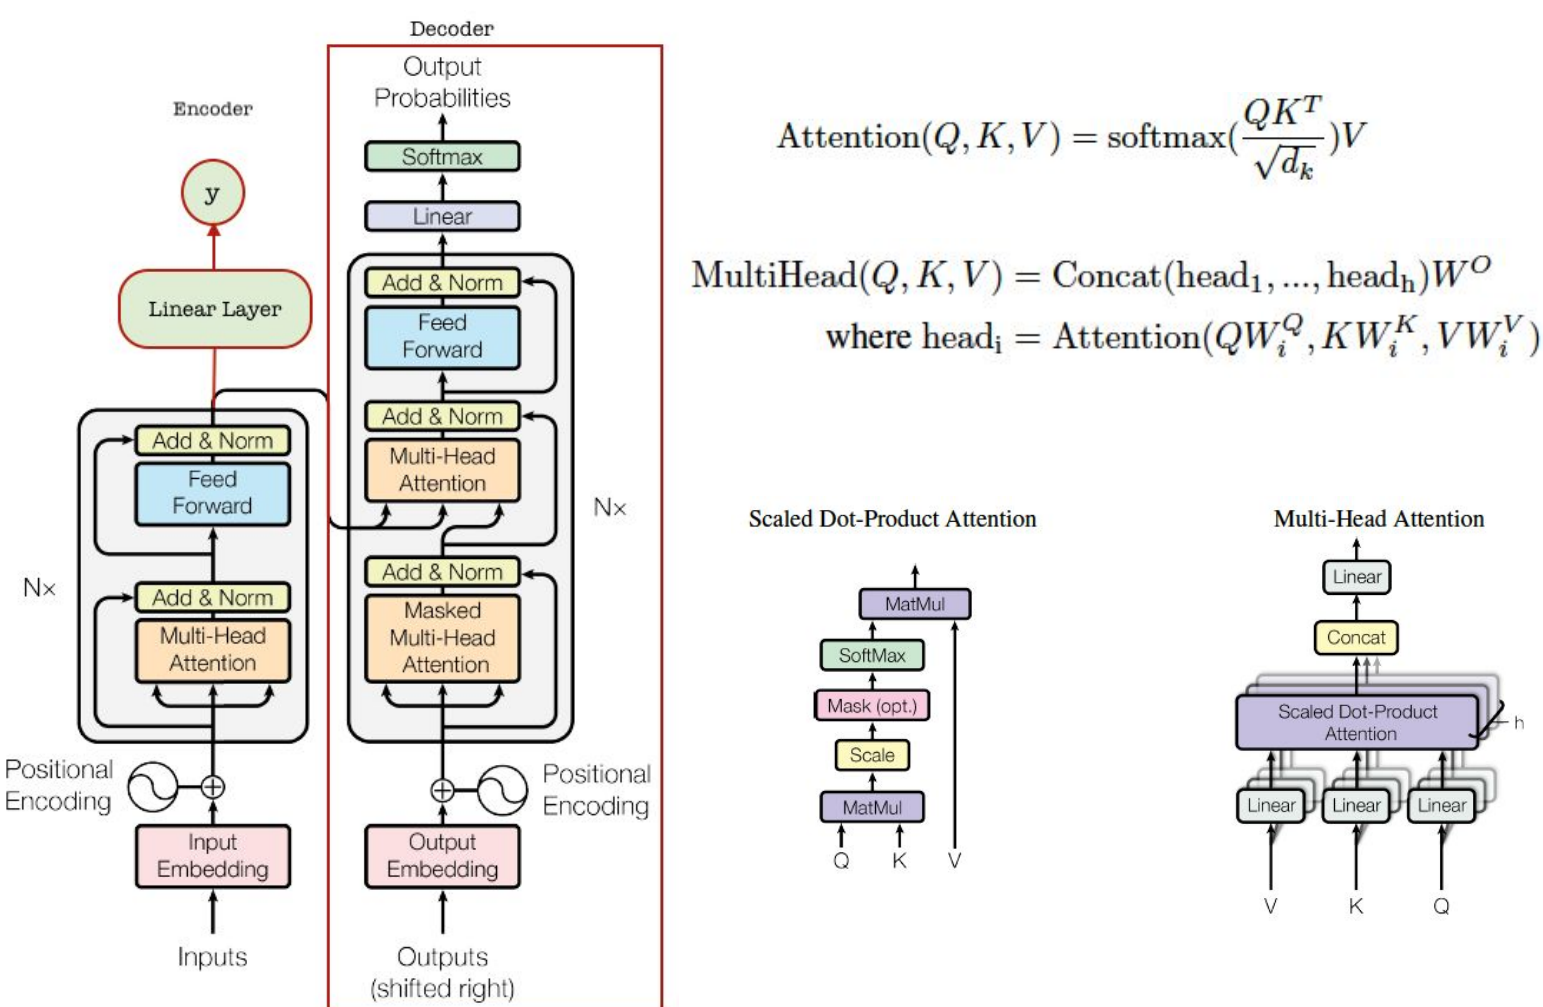 Decoder
Output
Probabilities
Softmax
Linear
Add & Norm
Feed
Forward
Add & Norm
Multi-Head
Attention
Nx
Add & Norm
Masked
Multi-Head
Attention
Positional
Encoding
Output
Embedding
Outputs
(shifted right)
Encoder
y
Linear Layer
Add & Norm
Feed
Forward
Nx
Add & Norm
Multi-Head
Attention
Positional
Encoding
Input
Embedding
Inputs
Attention(Q, K, V) = softmax(QK^T/√d_k)V
MultiHead(Q, K, V) = Concat(head_1, ..., head_h)W^O
where head_i = Attention(QW_i^Q, KW_i^K, VW_i^V)
Scaled Dot-Product Attention
MatMul
SoftMax
Mask (opt.)
Scale
MatMul
Q K V
Multi-Head Attention
Linear
Concat
Scaled Dot-Product
Attention
h
Linear Linear Linear
V K Q